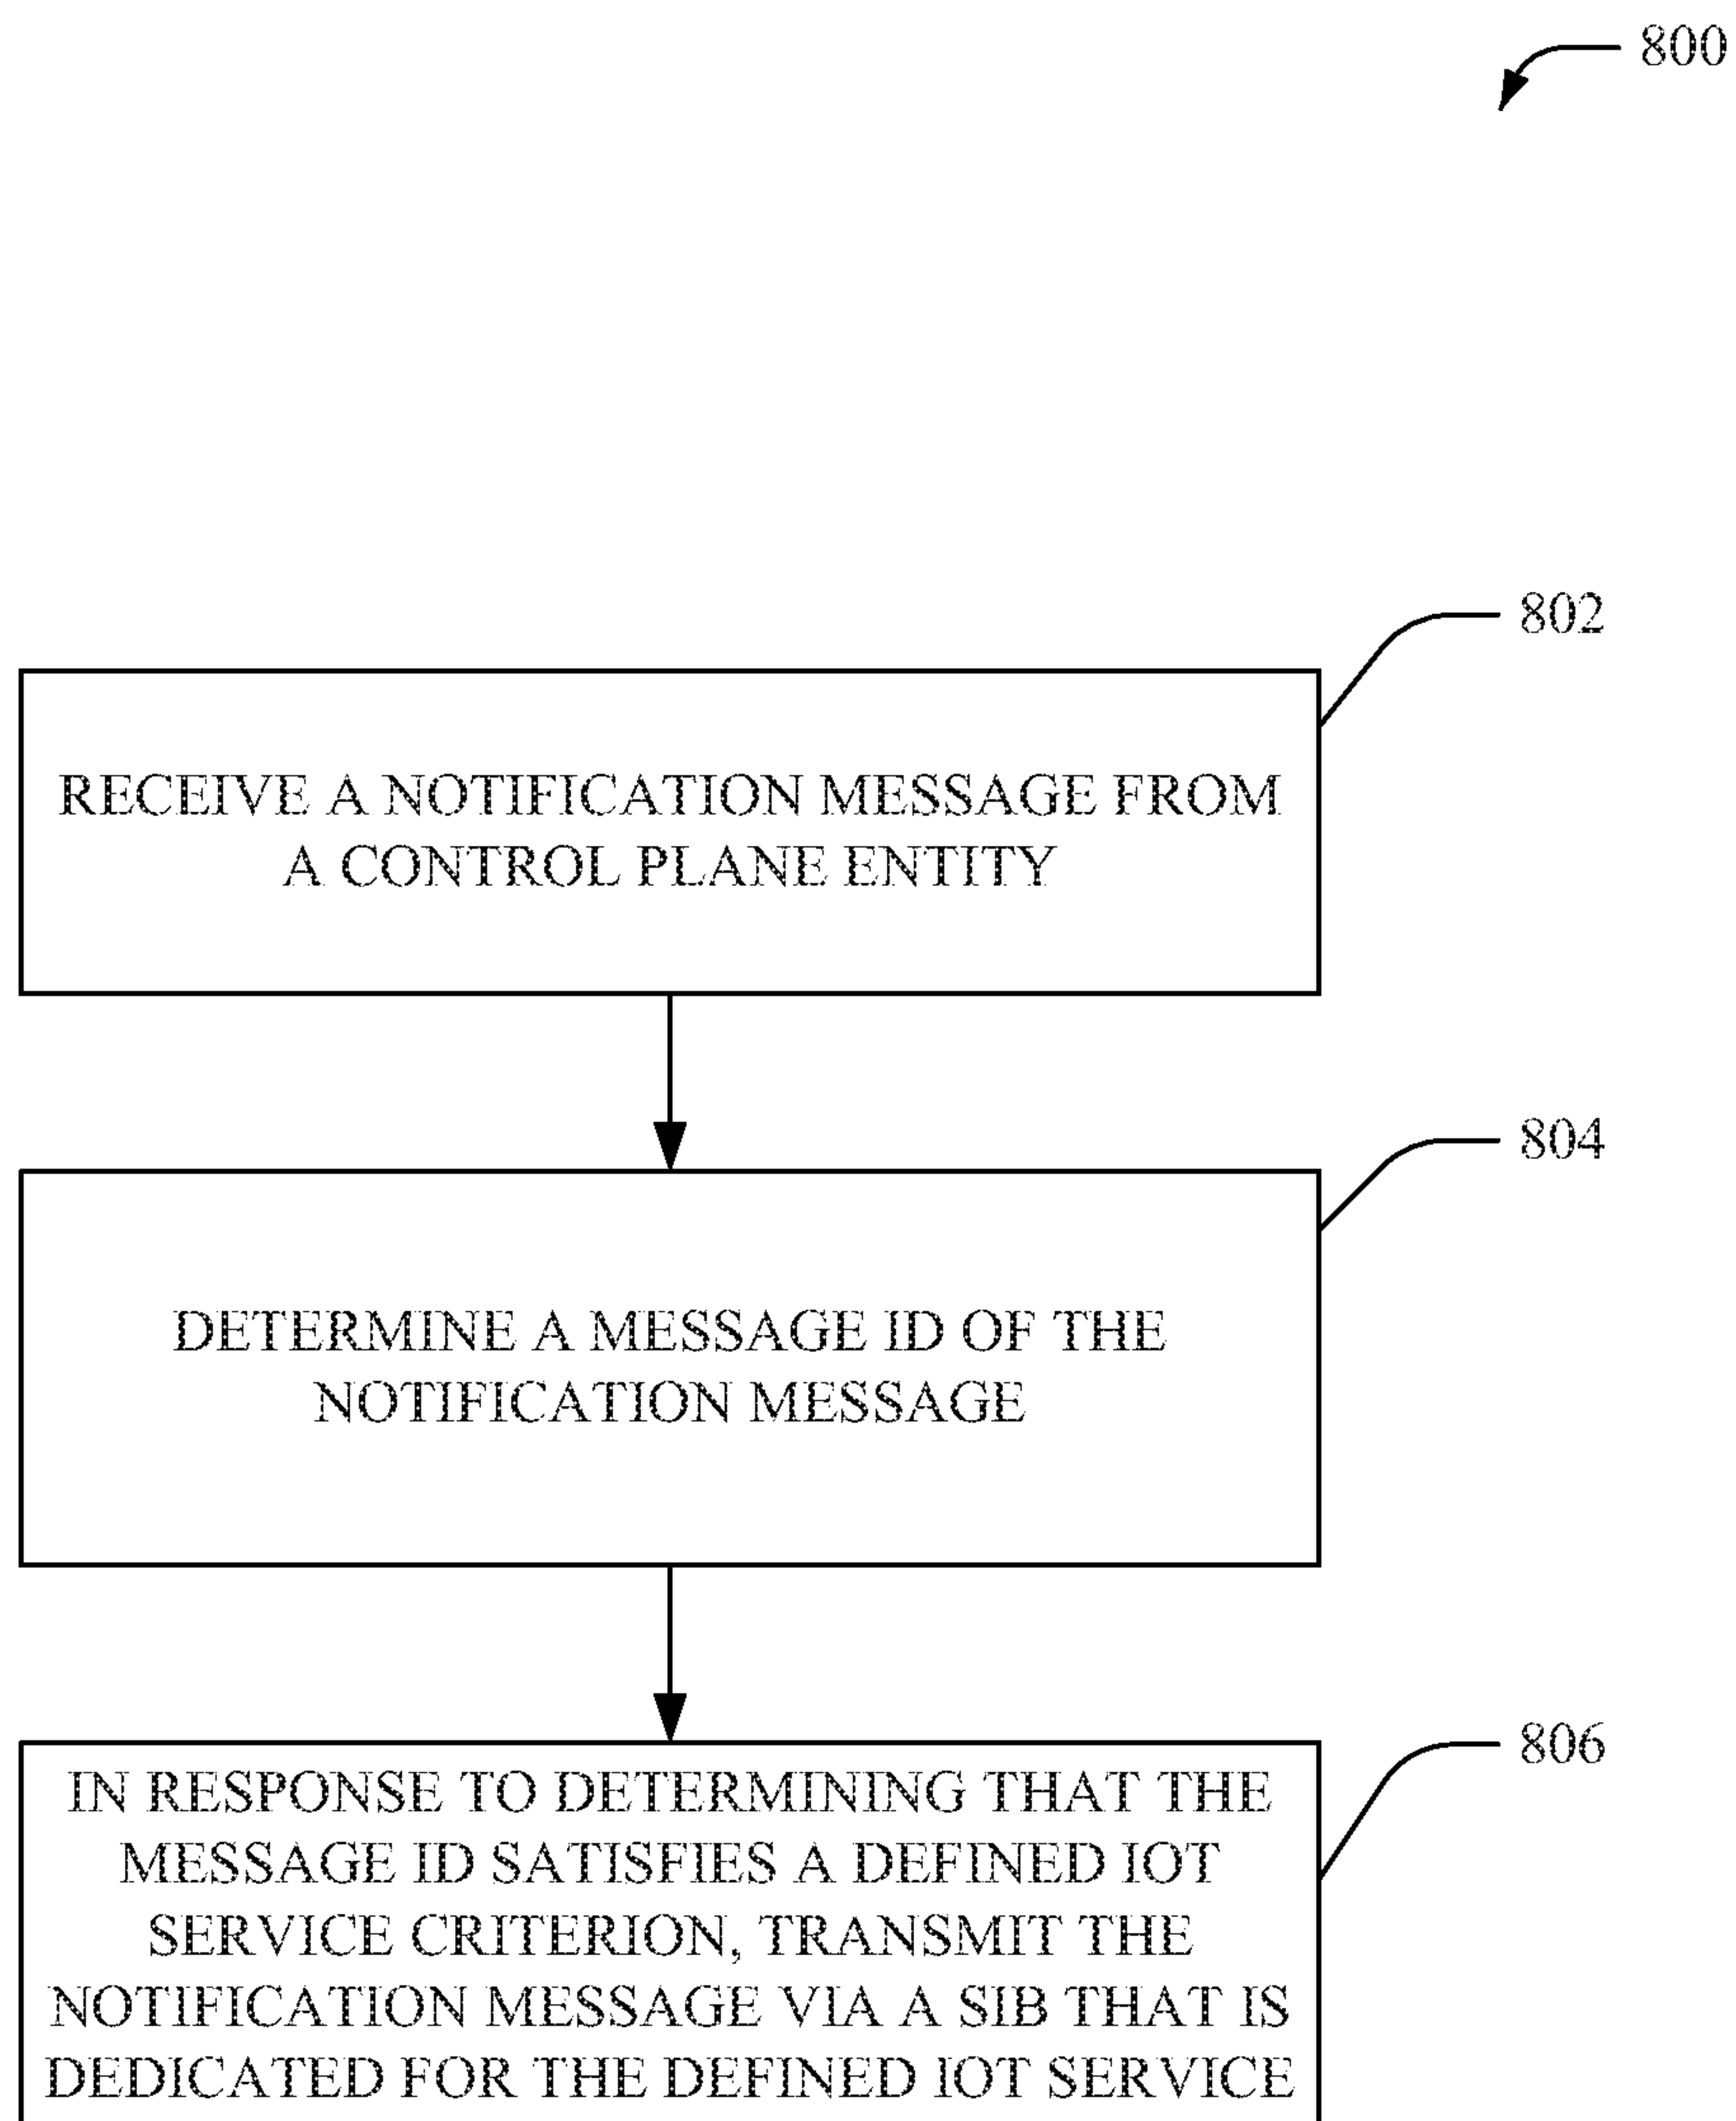 800
802
RECEIVE A NOTIFICATION MESSAGE FROM
A CONTROL PLANE ENTITY
804
DETERMINE A MESSAGE ID OF THE
NOTIFICATION MESSAGE
806
IN RESPONSE TO DETERMINING THAT THE
MESSAGE ID SATISFIES A DEFINED IOT
SERVICE CRITERION, TRANSMIT THE
NOTIFICATION MESSAGE VIA A SIB THAT IS
DEDICATED FOR THE DEFINED IOT SERVICE